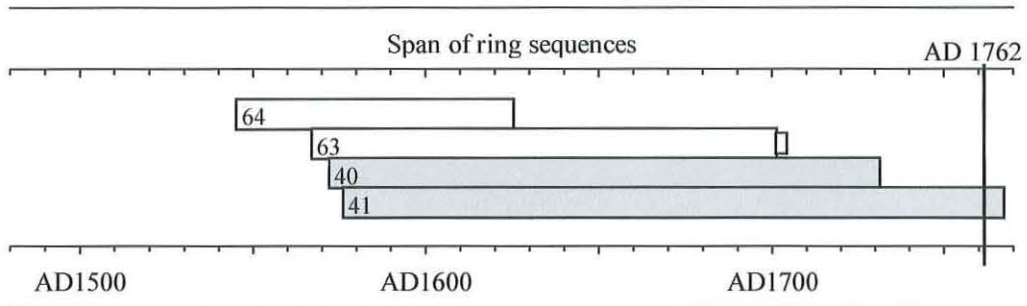 Span of ring sequences
AD 1762
64
63
40
41
AD1500 AD1600 AD1700